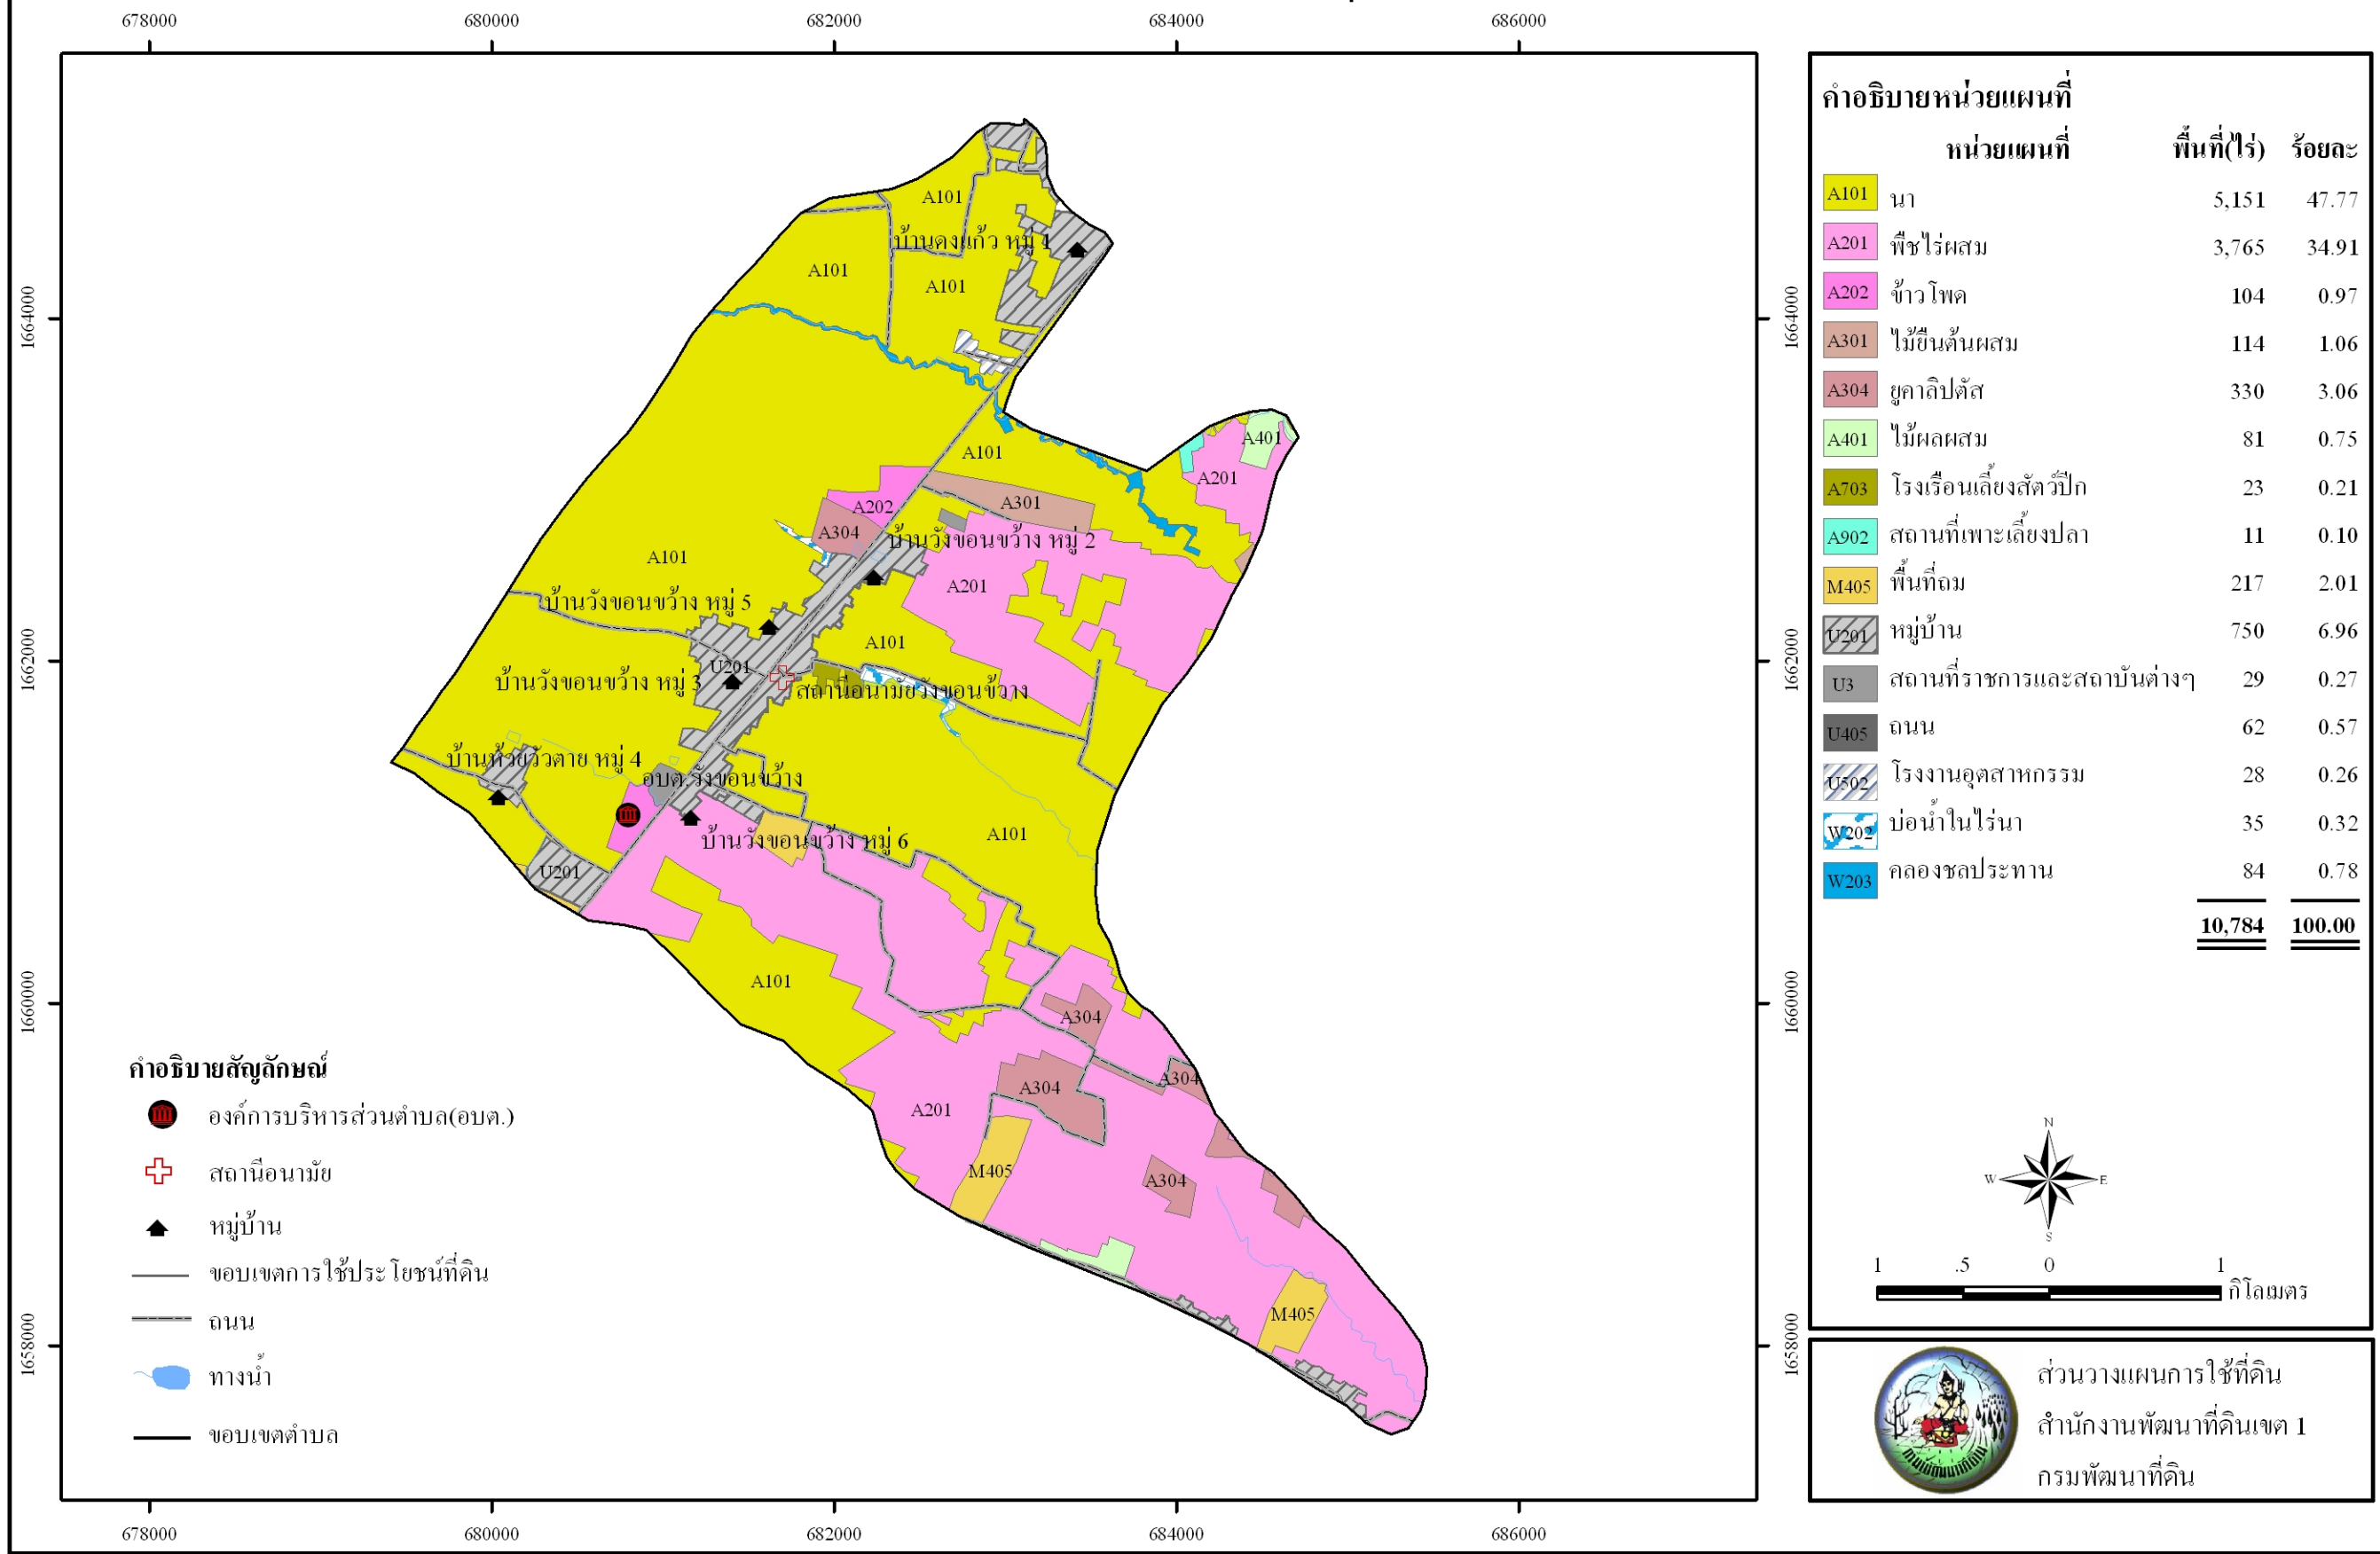 678000 680000 682000 684000 686000
1664000 1664000
1662000 1662000
1660000 1660000
1658000 1658000
A101
บ้านดงแก้ว หมู่ 1
A101
A101
A101
A401
A201
A301
A202
A304
บ้านวังขอนขว้าง หมู่ 2
A101
A201
บ้านวังขอนขว้าง หมู่ 5
A101
U201
บ้านวังขอนขว้าง หมู่ 3
สถานีอนามัยวังขอนขว้าง
บ้านห้วยวัวตาย หมู่ 4
อบต.วังขอนขว้าง
A101
บ้านวังขอนขว้าง หมู่ 6
U201
A101
A304
A304
A304
A201
M405
A304
M405
คำอธิบายสัญลักษณ์
องค์การบริหารส่วนตำบล(อบต.)
สถานีอนามัย
หมู่บ้าน
ขอบเขตการใช้ประโยชน์ที่ดิน
ถนน
ทางน้ำ
ขอบเขตตำบล
678000 680000 682000 684000 686000
คำอธิบายหน่วยแผนที่
หน่วยแผนที่ พื้นที่(ไร่) ร้อยละ
A101 นา 5,151 47.77
A201 พืชไร่ผสม 3,765 34.91
A202 ข้าวโพด 104 0.97
A301 ไม้ยืนต้นผสม 114 1.06
A304 ยูคาลิปตัส 330 3.06
A401 ไม้ผลผสม 81 0.75
A703 โรงเรือนเลี้ยงสัตว์ปีก 23 0.21
A902 สถานที่เพาะเลี้ยงปลา 11 0.10
M405 พื้นที่ถม 217 2.01
U201 หมู่บ้าน 750 6.96
U3 สถานที่ราชการและสถาบันต่างๆ 29 0.27
U405 ถนน 62 0.57
U502 โรงงานอุตสาหกรรม 28 0.26
W202 บ่อน้ำในไร่นา 35 0.32
W203 คลองชลประทาน 84 0.78
10,784 100.00
N
W E
S
1 .5 0 1
กิโลเมตร
ส่วนวางแผนการใช้ที่ดิน
สำนักงานพัฒนาที่ดินเขต 1
กรมพัฒนาที่ดิน
กรมพัฒนาที่ดิน